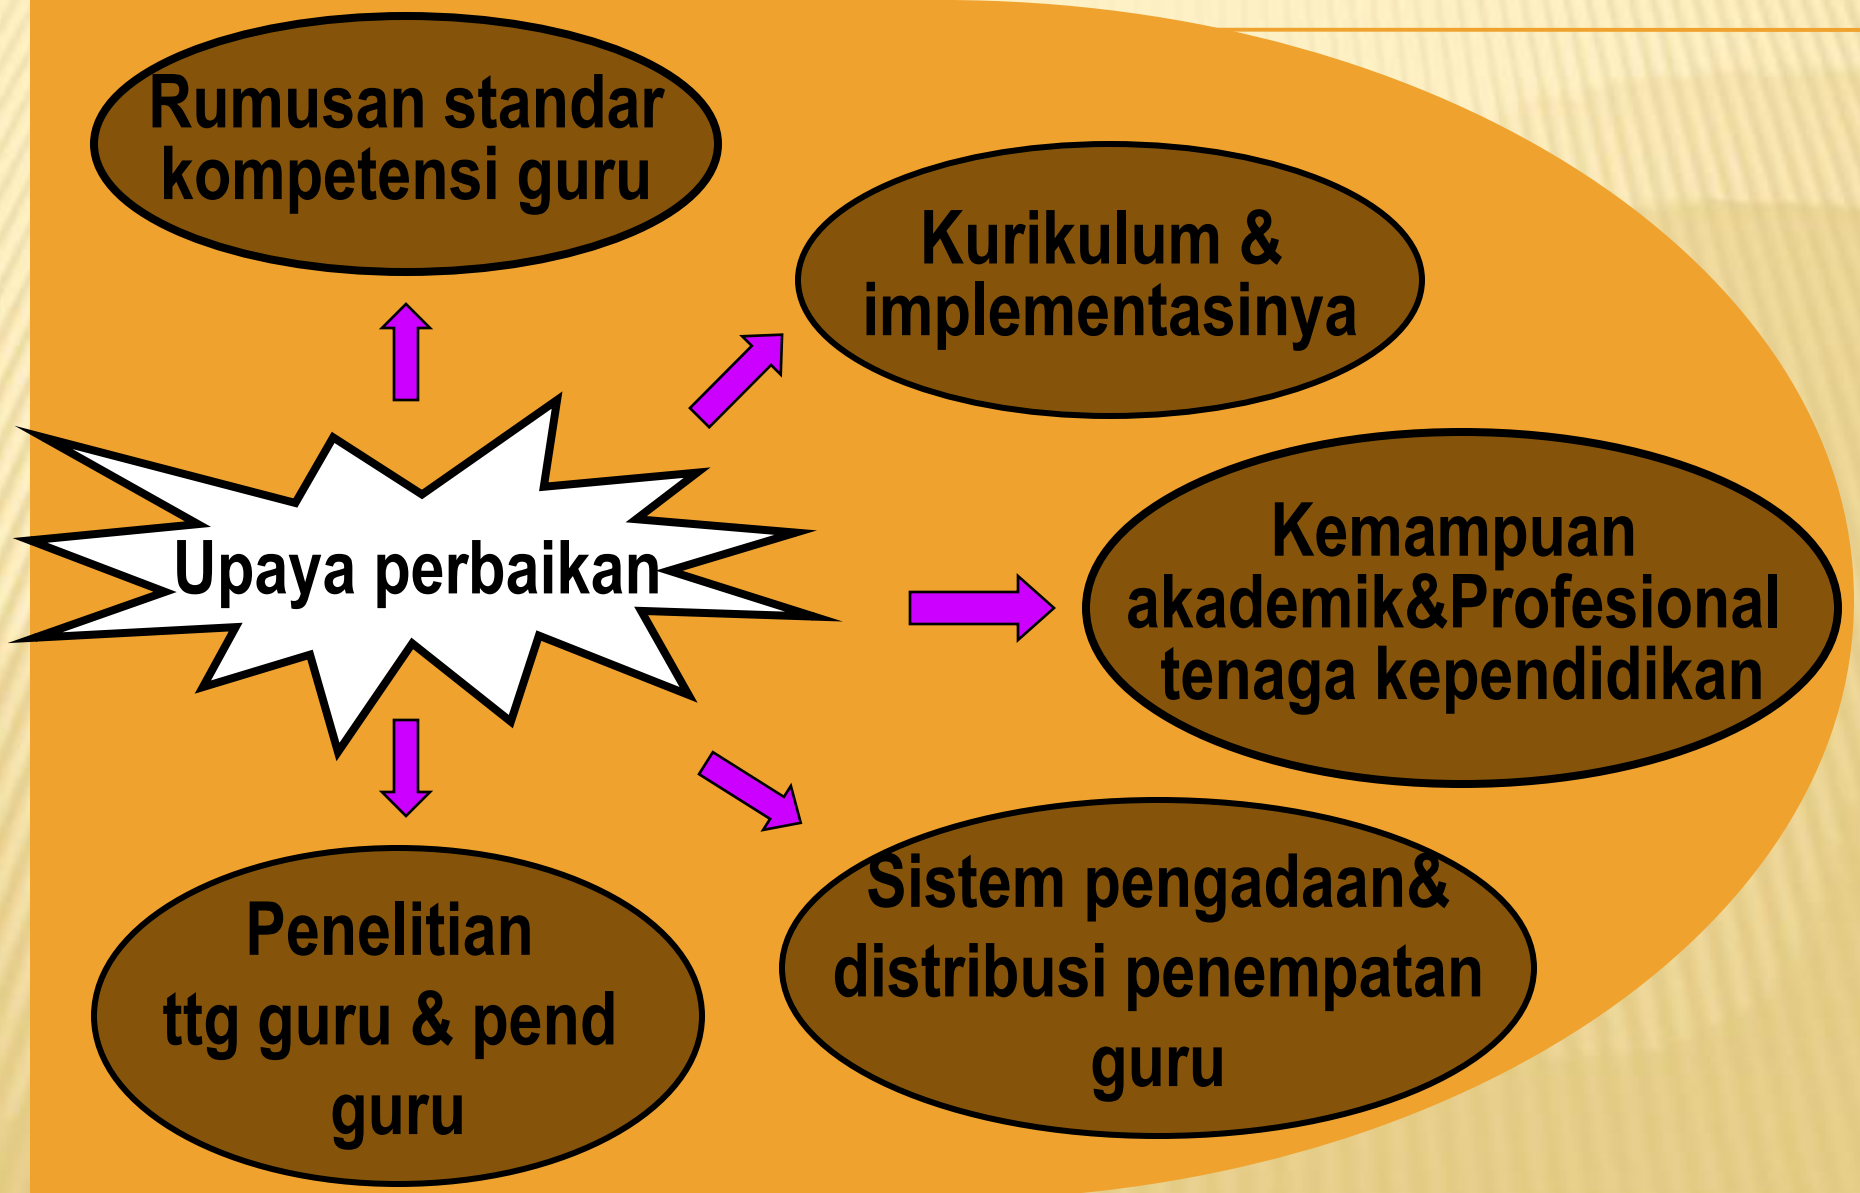 Rumusan standar
kompetensi guru
Kurikulum &
implementasinya
Upaya perbaikan
Kemampuan
akademik&Profesional
tenaga kependidikan
Sistem pengadaan&
distribusi penempatan
guru
Penelitian
ttg guru & pend
guru